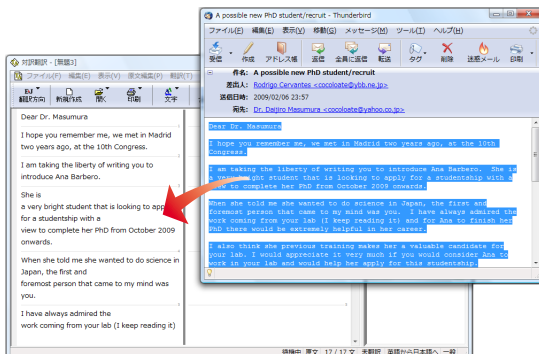 A possible new PhD student/recruit - Thunderbird
ファイル(F) 編集(E) 表示(V) 移動(G) メッセージ(M) ツール(T) ヘルプ(H)
受信 作成 アドレス帳 返信 全員に返信 転送 タグ 削除 迷惑メール 印刷
件名: A possible new PhD student/recruit
差出人: Rodrigo Cervantes <cocoloate@ybb.ne.jp>
送信日時: 2009/02/06 23:57
宛先: Dr. Daijiro Masumura <cocoloate@yahoo.co.jp>
Dear Dr. Masumura
I hope you remember me, we met in Madrid two years ago, at the 10th
Congress.
I am taking the liberty of writing you to introduce Ana Berbero. She is
a very bright student that is looking to apply for a studentship with a
view to complete her PhD from October 2009 onwards.
When she told me she wanted to do science in Japan, the first and
foremost person that came to my mind was you. I have always admired the
work coming from your lab (I keep reading it) and for Ana to finish her
PhD there would be extremely helpful in her career.
I also think she previous training makes her a valuable candidate for
your lab. I would appreciate it very much if you would consider Ana to
work in your lab and would help her apply for this studentship.
対訳翻訳 - [無題3]
ファイル(F) 編集(E) 表示(V) 原文編集(P) 翻訳(T)
EJ 翻訳方向 新規作成 開く 印刷 文字
Dear Dr. Masumura
I hope you remember me, we met in Madrid
two years ago, at the 10th Congress.
I am taking the liberty of writing you to
introduce Ana Berbero.
She is
a very bright student that is looking to
for a studentship with a
view to complete her PhD from October 2009
onwards.
When she told me she wanted to do science in
Japan, the first and
foremost person that came to my mind was
you.
I have always admired the
work coming from your lab (I keep reading it)
待機中 原文 17 / 17 文 未翻訳 英語から日本語へ 一般